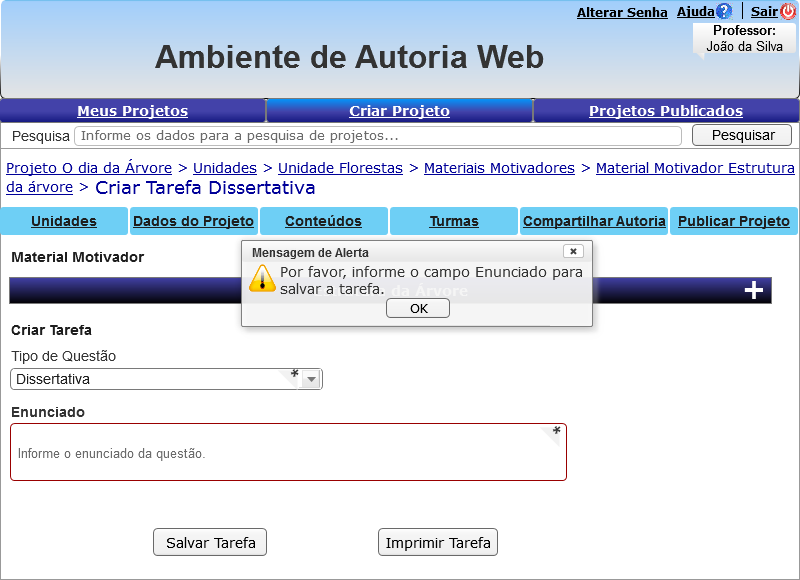 Alterar Senha Ajuda ? Sair
Professor:
João da Silva
Ambiente de Autoria Web
Meus Projetos Criar Projeto Projetos Publicados
Pesquisa Informe os dados para a pesquisa de projetos... Pesquisar
Projeto O dia da Árvore > Unidades > Unidade Florestas > Materiais Motivadores > Material Motivador Estrutura
da árvore > Criar Tarefa Dissertativa
Unidades Dados do Projeto Conteúdos Turmas Compartilhar Autoria Publicar Projeto
Material Motivador
Mensagem de Alerta
Por favor, informe o campo Enunciado para
salvar a tarefa.
da Árvore
OK
Criar Tarefa
Tipo de Questão
Dissertativa *
Enunciado
*
Informe o enunciado da questão.
Salvar Tarefa Imprimir Tarefa